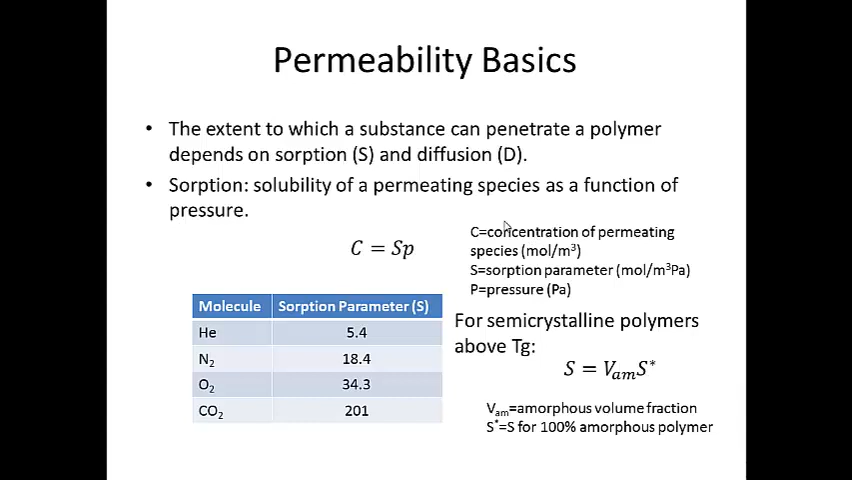 Permeability Basics
• The extent to which a substance can penetrate a polymer
depends on sorption (S) and diffusion (D).
• Sorption: solubility of a permeating species as a function of
pressure.
C = Sp
C=concentration of permeating
species (mol/m³)
S=sorption parameter (mol/m³Pa)
P=pressure (Pa)
Molecule Sorption Parameter (S)
He 5.4
N₂ 18.4
O₂ 34.3
CO₂ 201
For semicrystalline polymers
above Tg:
S = VₐₘS*
Vₐₘ=amorphous volume fraction
S*=S for 100% amorphous polymer